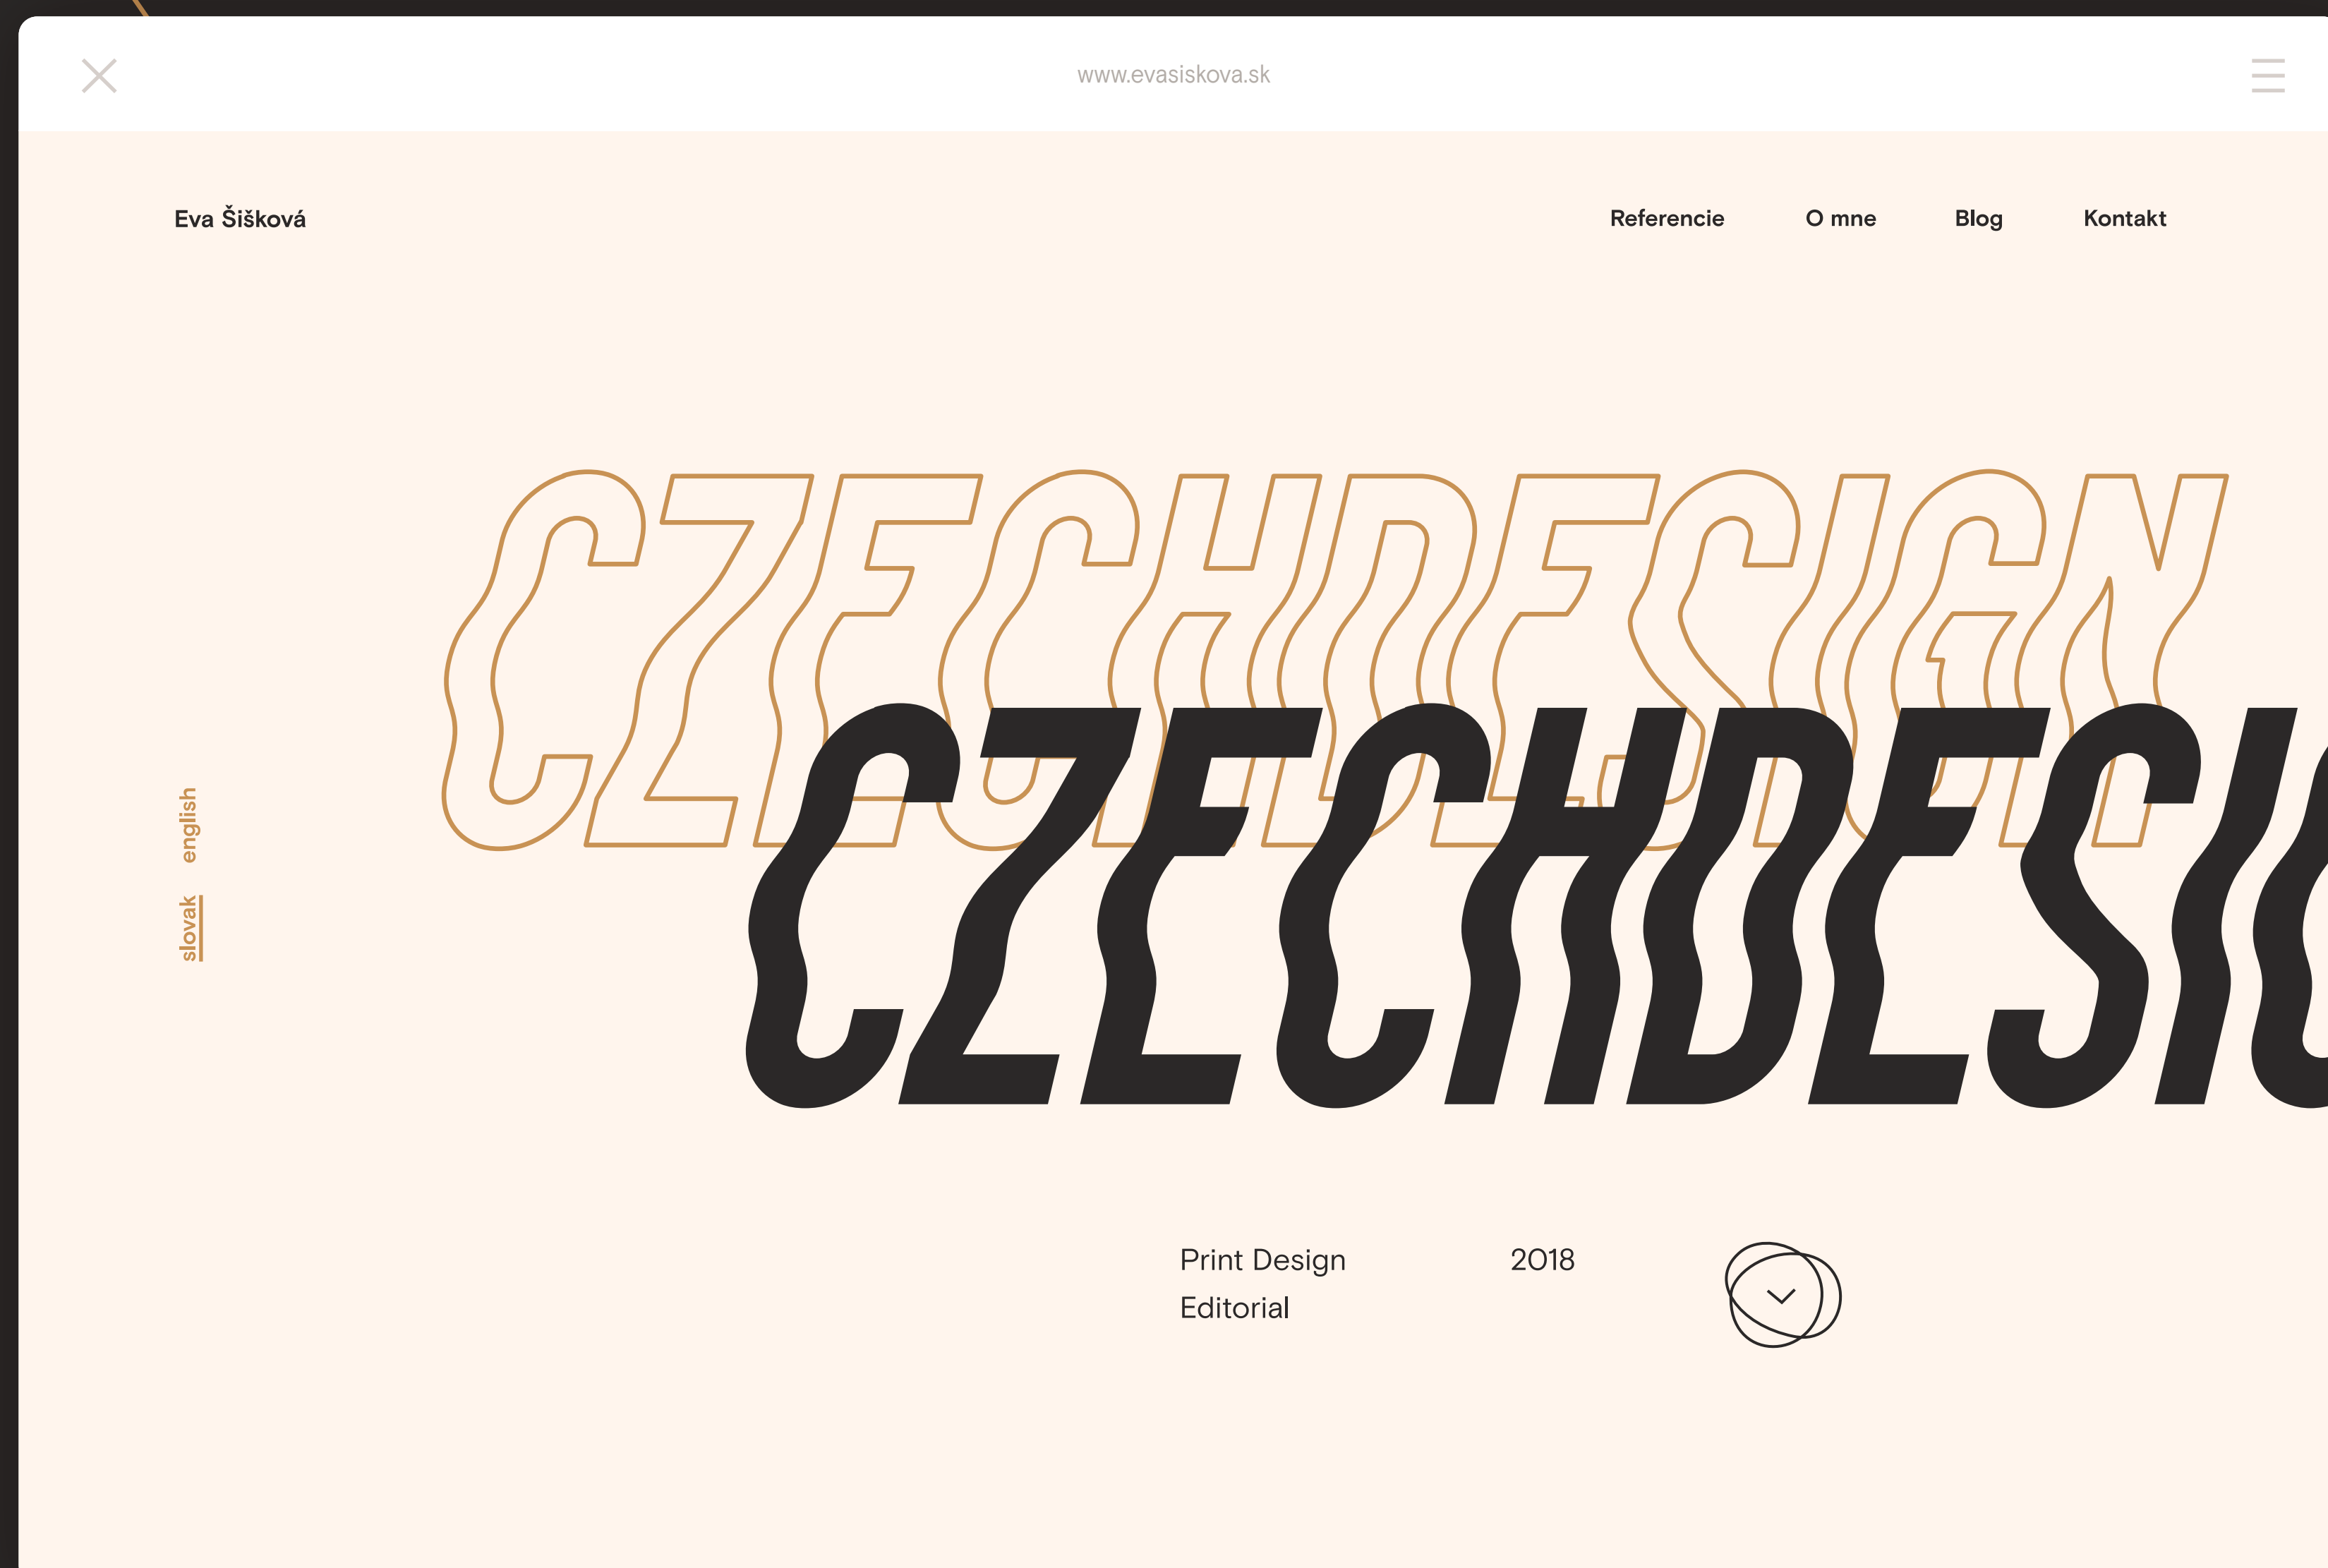 www.evasiskova.sk
Eva Šišková
Referencie
O mne
Blog
Kontakt
CZECHDESIGN
CZECHDESIG
english
slovak
Print Design
2018
Editorial